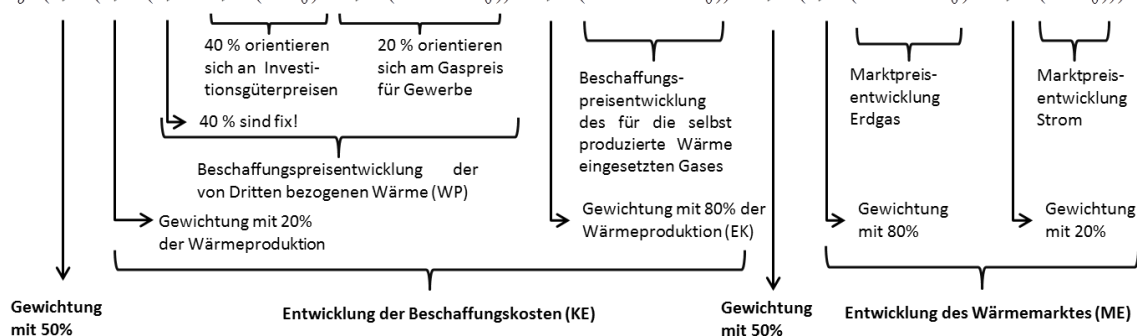 40 % orientieren
sich an Investi-
tionsgüterpreisen
20 % orientieren
sich am Gaspreis
für Gewerbe
40 % sind fix!
Beschaffungspreisentwicklung der
von Dritten bezogenen Wärme (WP)
Gewichtung mit 20%
der Wärmeproduktion
Beschaffungs-
preisentwicklung
des für die selbst
produzierte Wärme
eingesetzten Gases
Gewichtung mit 80% der
Wärmeproduktion (EK)
Marktpreis-
entwicklung
Erdgas
Marktpreis-
entwicklung
Strom
Gewichtung
mit 80%
Gewichtung
mit 20%
Gewichtung
mit 50%
Entwicklung der Beschaffungskosten (KE)
Gewichtung
mit 50%
Entwicklung des Wärmemarktes (ME)